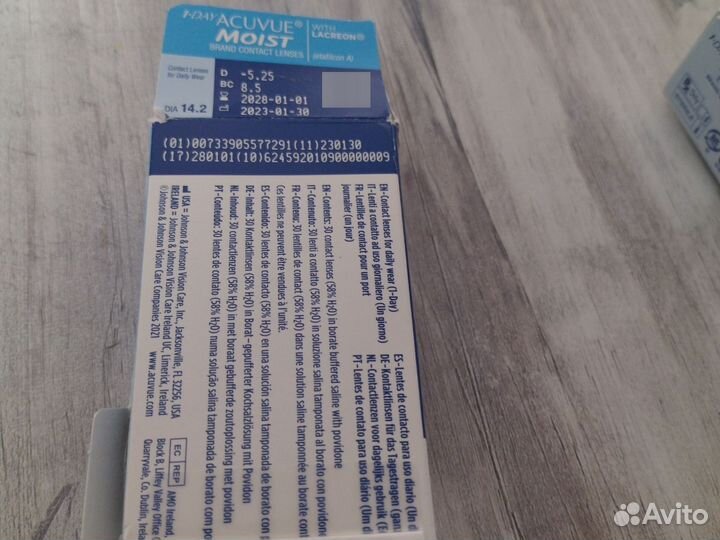 1-DAY ACUVUE®
MOIST
BRAND CONTACT LENSES
WITH
LACREON®
(etafilcon A)
Contact Lenses
for Daily Wear
DIA 14.2
D -5.25
BC 8.5
2028-01-01
2023-01-30
(01)00733905577291(11)230130
(17)280101(10)624592010900000009
EN - Contact lenses for daily wear (1-Day)
IT - Lenti a contatto ad uso giornaliero (Un giorno)
FR - Lentilles de contact pour un port
journalier (un jour)
ES - Lentes de contacto para uso diário (Un d
DE - Kontaktlinsen für das Tagestragen (gan
NL - Contactlenzen voor dagelijks gebruik (E
PT - Lentes de contato para uso diário (Um d
EN - Contents: 30 contact lenses (58% H₂O) in borate buffered saline with povidone
IT - Contenuto: 30 lenti a contatto (58% H₂O) in soluzione salina tamponata al borato con povidone
FR - Contenu: 30 lentilles de contact (58% H₂O) dans une solution saline tamponnée au borate cont
Ces lentilles ne peuvent être vendues à l'unité.
ES - Contenido: 30 lentes de contacto (58% H₂O) en una solución salina tamponada de borato con po
DE - Inhalt: 30 Kontaktlinsen (58% H₂O) in Borat-gepufferter Kochsalzlösung mit Povidon
NL - Inhoud: 30 contactlenzen (58% H₂O) in met boraat gebufferde zoutoplossing met povidon
PT - Conteúdo: 30 lentes de contato (58% H₂O) numa solução salina tamponada de borato com po
USA = Johnson & Johnson Vision Care, Inc., Jacksonville, FL 32256, USA
IRELAND = Johnson & Johnson Vision Care Ireland UC, Limerick, Ireland
©Johnson & Johnson Vision Care Companies 2021 www.acuvue.com
EC REP
AMO Ireland,
Block B, Liffey Valley Office
Quarryvale, Co. Dublin, Irela
Avito